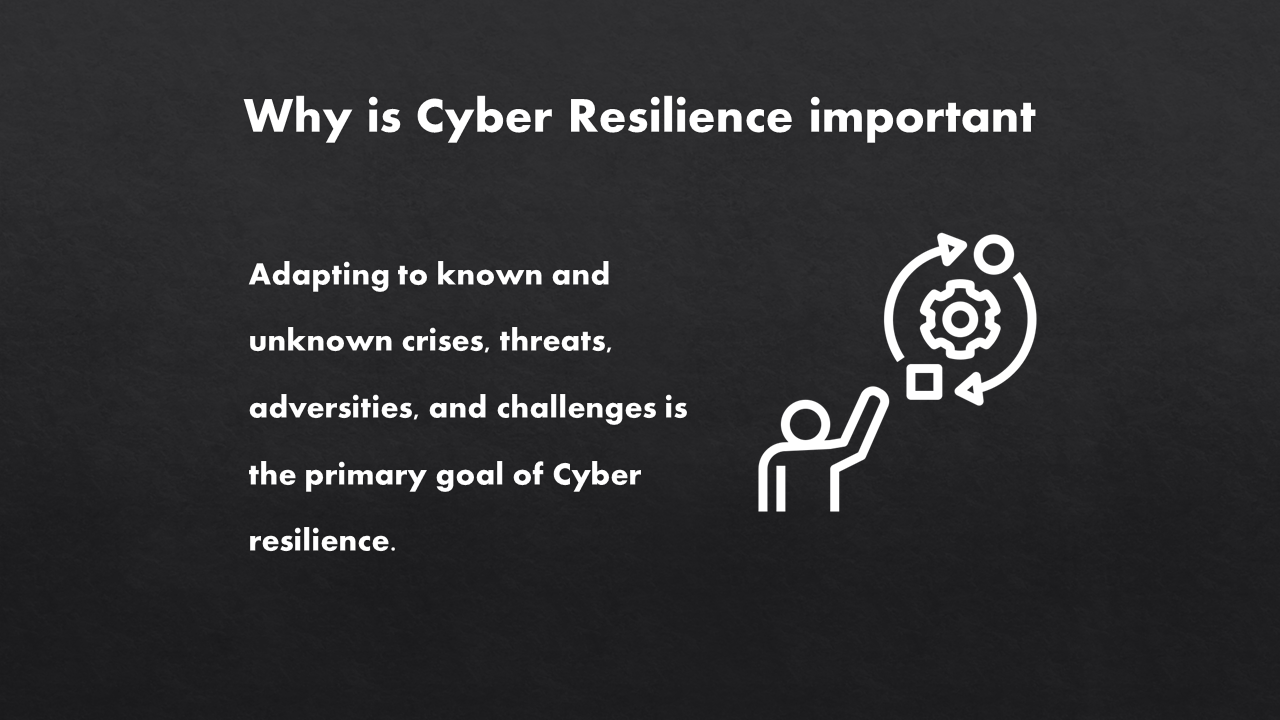 Why is Cyber Resilience important
Adapting to known and
unknown crises, threats,
adversities, and challenges is
the primary goal of Cyber
resilience.